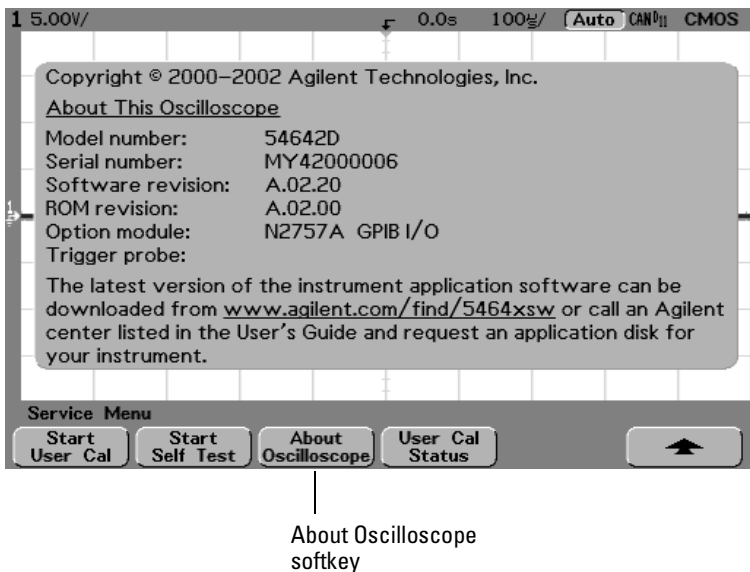 1 5.00V/ 0.0s 100㎲/ Auto CAN D11 CMOS
Copyright © 2000–2002 Agilent Technologies, Inc.
About This Oscilloscope
Model number: 54642D
Serial number: MY42000006
Software revision: A.02.20
ROM revision: A.02.00
Option module: N2757A GPIB I/O
Trigger probe:
The latest version of the instrument application software can be
downloaded from www.agilent.com/find/5464xsw or call an Agilent
center listed in the User's Guide and request an application disk for
your instrument.
1
Service Menu
Start
User Cal
Start
Self Test
About
Oscilloscope
User Cal
Status
About Oscilloscope
softkey